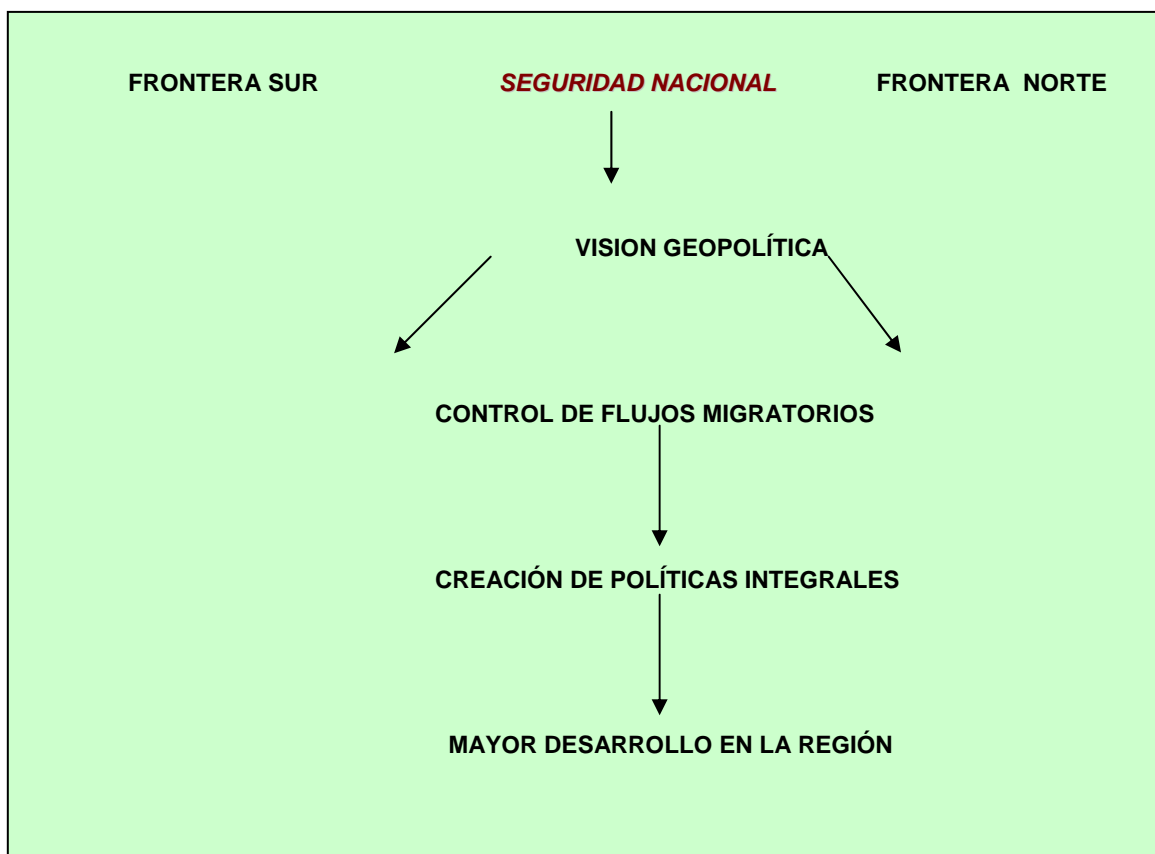 FRONTERA SUR SEGURIDAD NACIONAL FRONTERA NORTE
VISION GEOPOLÍTICA
CONTROL DE FLUJOS MIGRATORIOS
CREACIÓN DE POLÍTICAS INTEGRALES
MAYOR DESARROLLO EN LA REGIÓN